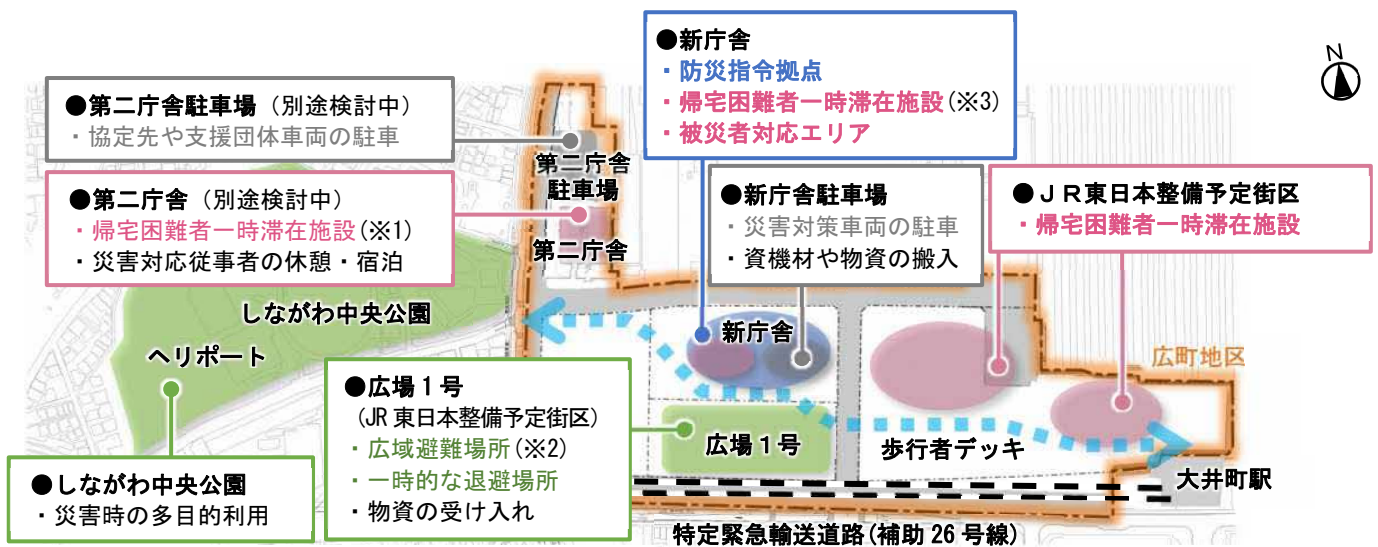 ●新庁舎
・防災指令拠点
・帰宅困難者一時滞在施設(※3)
・被災者対応エリア
N
●第二庁舎駐車場（別途検討中）
・協定先や支援団体車両の駐車
●第二庁舎（別途検討中）
・帰宅困難者一時滞在施設(※1)
・災害対応従事者の休憩・宿泊
第二庁舎
駐車場
第二庁舎
●新庁舎駐車場
・災害対策車両の駐車
・資機材や物資の搬入
●ＪＲ東日本整備予定街区
・帰宅困難者一時滞在施設
しながわ中央公園
ヘリポート
新庁舎
広町地区
●広場１号
(JR東日本整備予定街区)
・広域避難場所(※2)
・一時的な退避場所
・物資の受け入れ
広場１号
歩行者デッキ
大井町駅
●しながわ中央公園
・災害時の多目的利用
特定緊急輸送道路(補助26号線)